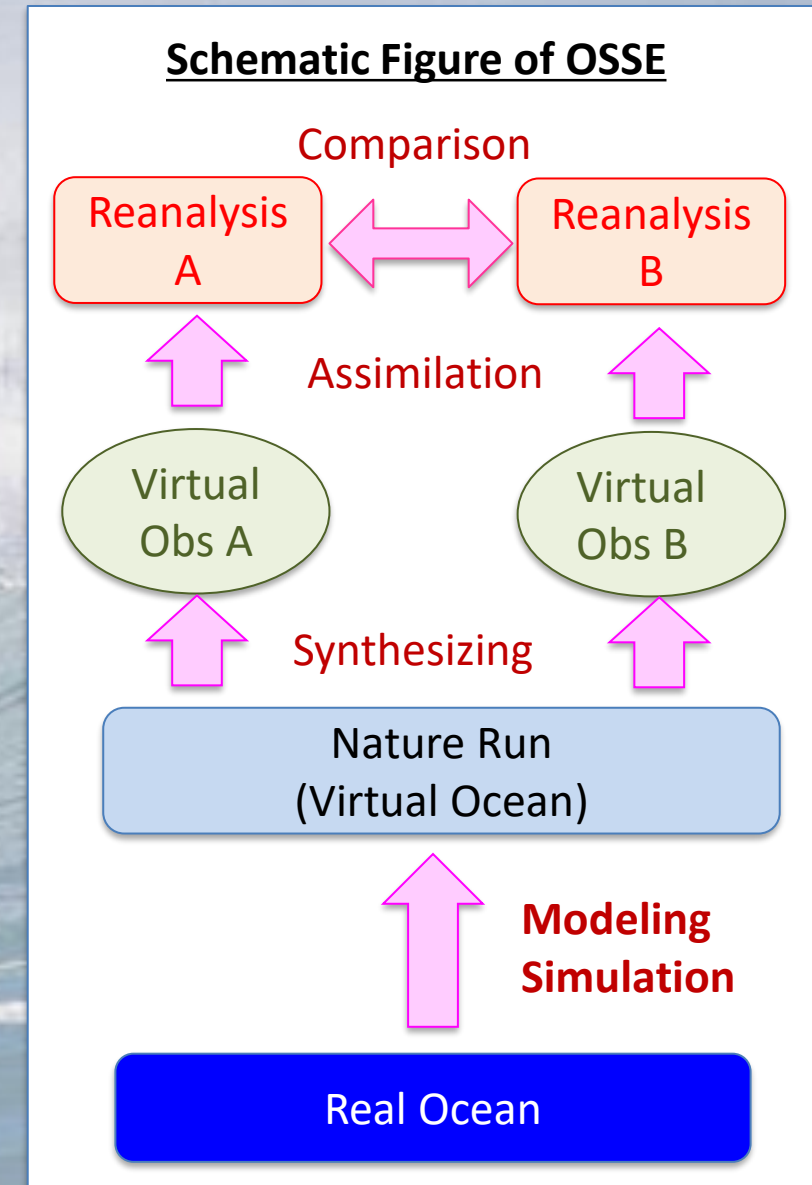 Schematic Figure of OSSE
Comparison
Reanalysis
A
Reanalysis
B
Assimilation
Virtual
Obs A
Virtual
Obs B
Synthesizing
Nature Run
(Virtual Ocean)
Modeling
Simulation
Real Ocean